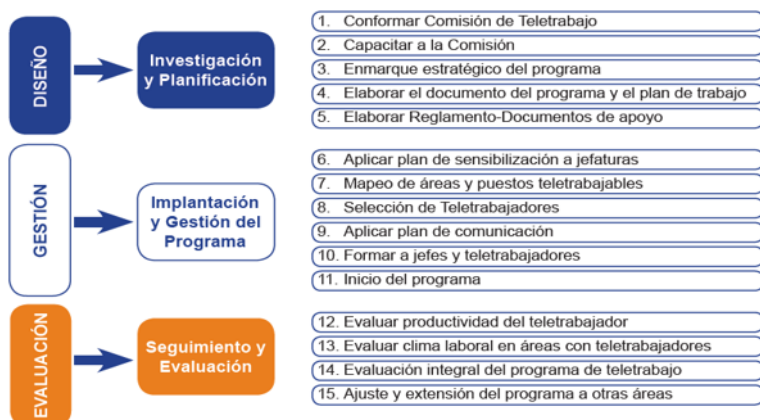 DISEÑO
Investigación
y Planificación
1. Conformar Comisión de Teletrabajo
2. Capacitar a la Comisión
3. Enmarque estratégico del programa
4. Elaborar el documento del programa y el plan de trabajo
5. Elaborar Reglamento-Documentos de apoyo
GESTIÓN
Implantación
y Gestión del
Programa
6. Aplicar plan de sensibilización a jefaturas
7. Mapeo de áreas y puestos teletrabajables
8. Selección de Teletrabajadores
9. Aplicar plan de comunicación
10. Formar a jefes y teletrabajadores
11. Inicio del programa
EVALUACIÓN
Seguimiento y
Evaluación
12. Evaluar productividad del teletrabajador
13. Evaluar clima laboral en áreas con teletrabajadores
14. Evaluación integral del programa de teletrabajo
15. Ajuste y extensión del programa a otras áreas